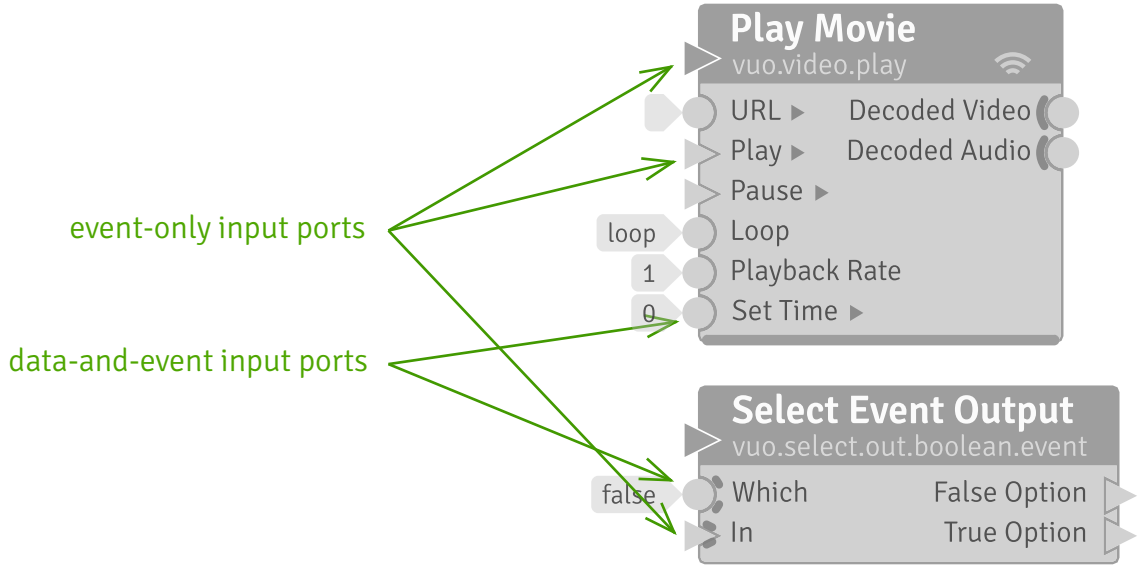 Play Movie
vuo.video.play
URL ▸ Decoded Video
Play ▸ Decoded Audio
Pause ▸
event-only input ports
loop Loop
1 Playback Rate
0 Set Time ▸
data-and-event input ports
Select Event Output
vuo.select.out.boolean.event
false Which False Option
In True Option